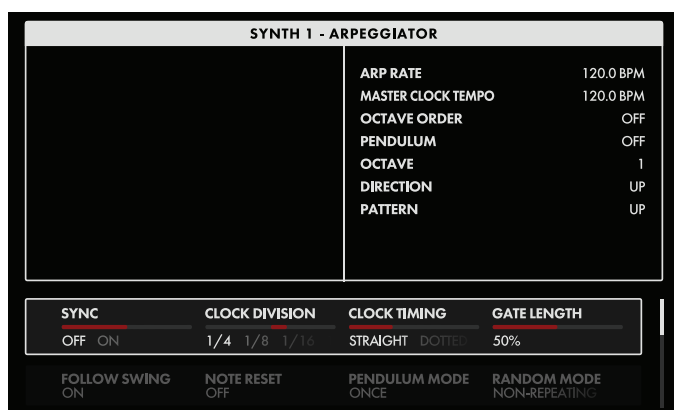 SYNTH 1 - ARPEGGIATOR
ARP RATE 120.0 BPM
MASTER CLOCK TEMPO 120.0 BPM
OCTAVE ORDER OFF
PENDULUM OFF
OCTAVE 1
DIRECTION UP
PATTERN UP
SYNC CLOCK DIVISION CLOCK TIMING GATE LENGTH
OFF ON 1/4 1/8 1/16 STRAIGHT DOTTED 50%
FOLLOW SWING NOTE RESET PENDULUM MODE RANDOM MODE
ON OFF ONCE NON-REPEATING